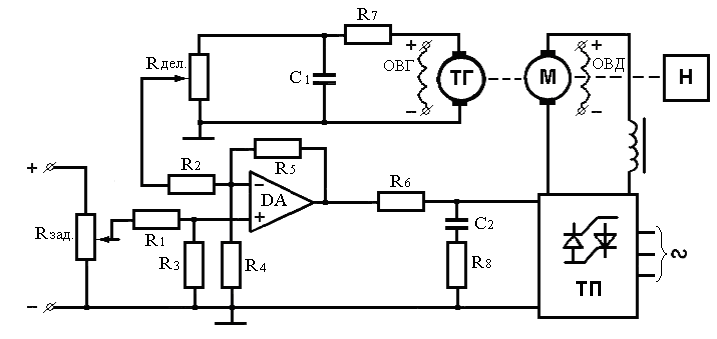 R7
+ +
Rдел.
C1
ОВГ
ТГ
М
ОВД
Н
− −
R2
R5
−
DA
+
R6
+
Rзад.
R1
R3
R4
C2
R8
ТП
~
−